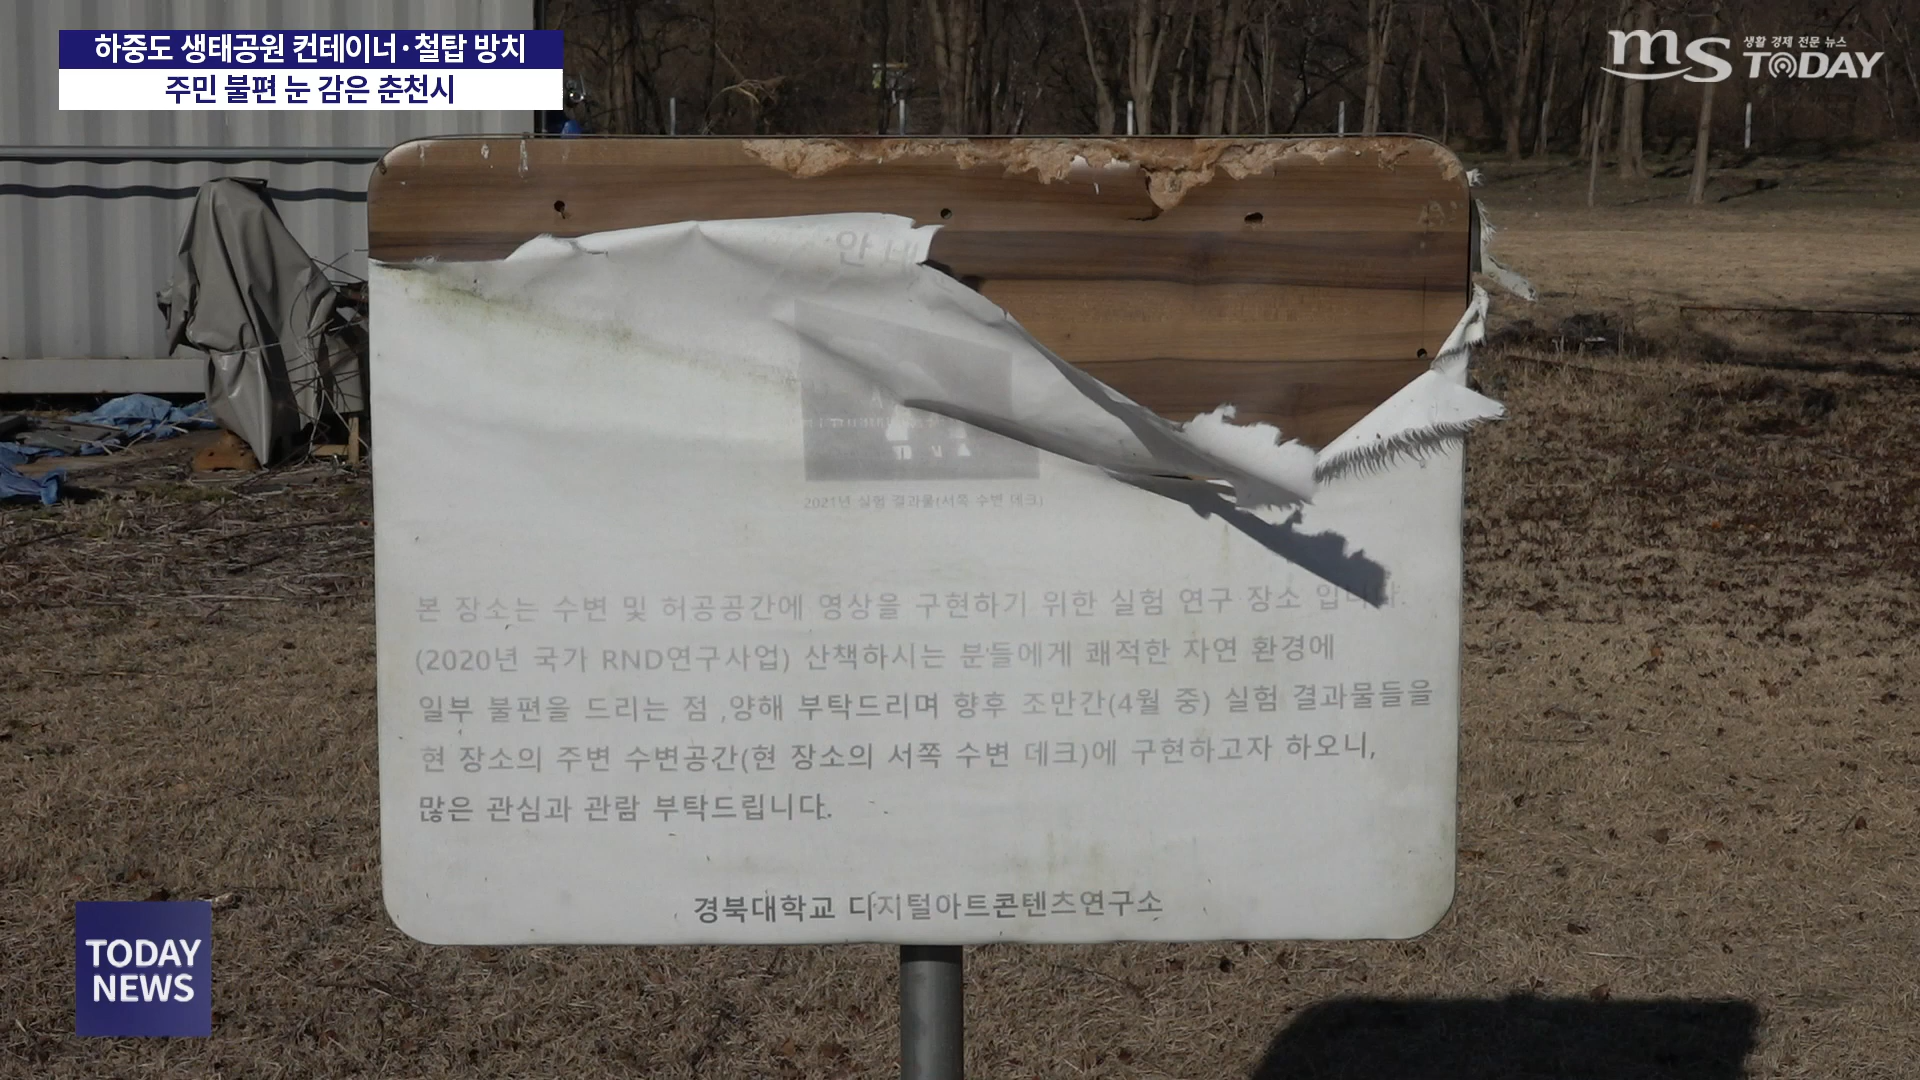 하중도 생태공원 컨테이너·철탑 방치
주민 불편 눈 감은 춘천시
생활 경제 전문 뉴스
ms TODAY
안 내
2021년 실험 결과물(서쪽 수변 데크)
본 장소는 수변 및 허공공간에 영상을 구현하기 위한 실험 연구 장소 입니다.
(2020년 국가 RND연구사업) 산책하시는 분들에게 쾌적한 자연 환경에
일부 불편을 드리는 점 ,양해 부탁드리며 향후 조만간(4월 중) 실험 결과물들을
현 장소의 주변 수변공간(현 장소의 서쪽 수변 데크)에 구현하고자 하오니,
많은 관심과 관람 부탁드립니다.
경북대학교 디지털아트콘텐츠연구소
TODAY
NEWS